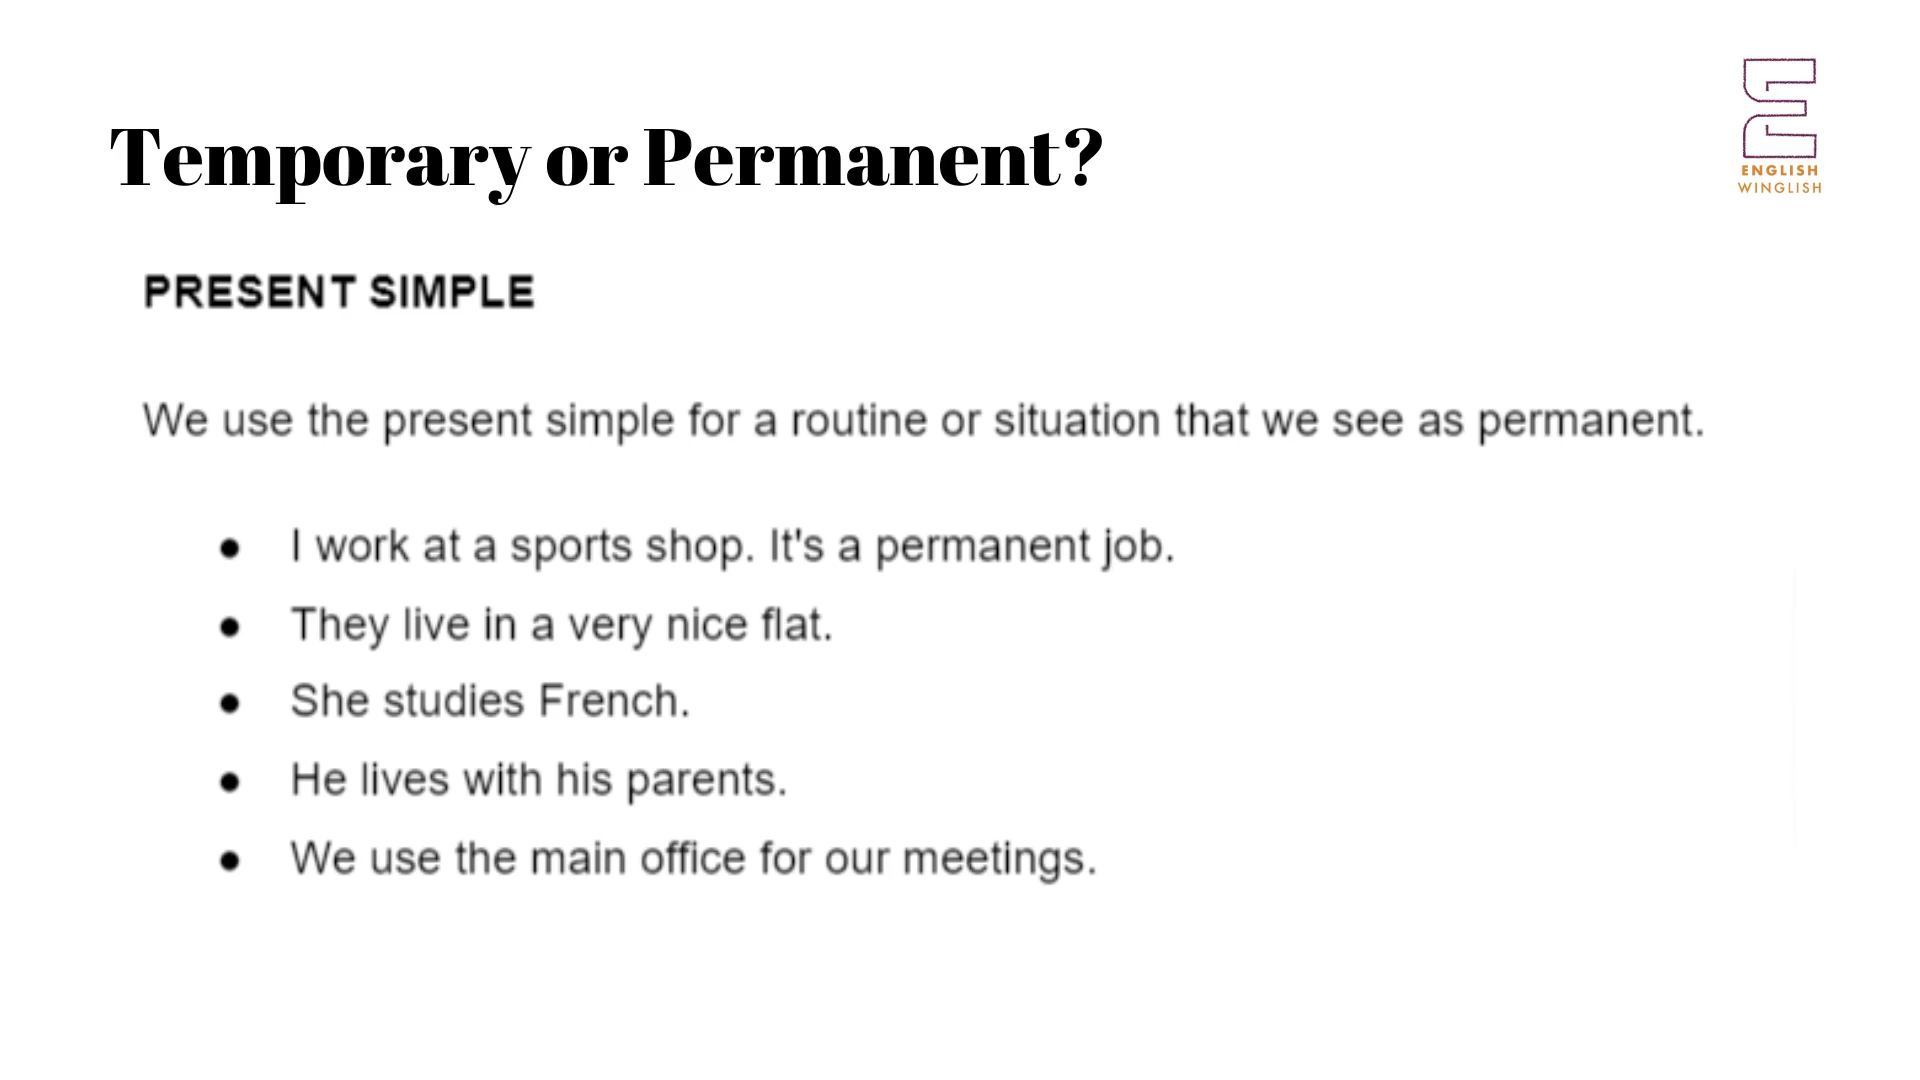 Temporary or Permanent?
ENGLISH
WINGLISH
PRESENT SIMPLE
We use the present simple for a routine or situation that we see as permanent.
● I work at a sports shop. It's a permanent job.
● They live in a very nice flat.
● She studies French.
● He lives with his parents.
● We use the main office for our meetings.